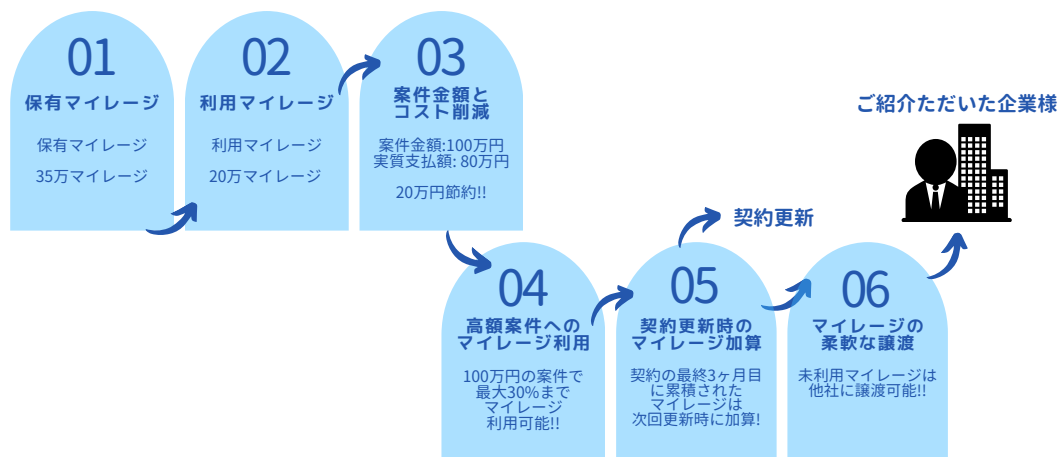 01
保有マイレージ
保有マイレージ
35万マイレージ
02
利用マイレージ
利用マイレージ
20万マイレージ
03
案件金額と
コスト削減
案件金額:100万円
実質支払額: 80万円
20万円節約!!
ご紹介ただいた企業様
04
高額案件への
マイレージ利用
100万円の案件で
最大30%まで
マイレージ
利用可能!!
契約更新
05
契約更新時の
マイレージ加算
契約の最終3ヶ月目
に累積された
マイレージは
次回更新時に加算!
06
マイレージの
柔軟な譲渡
未利用マイレージは
他社に譲渡可能!!